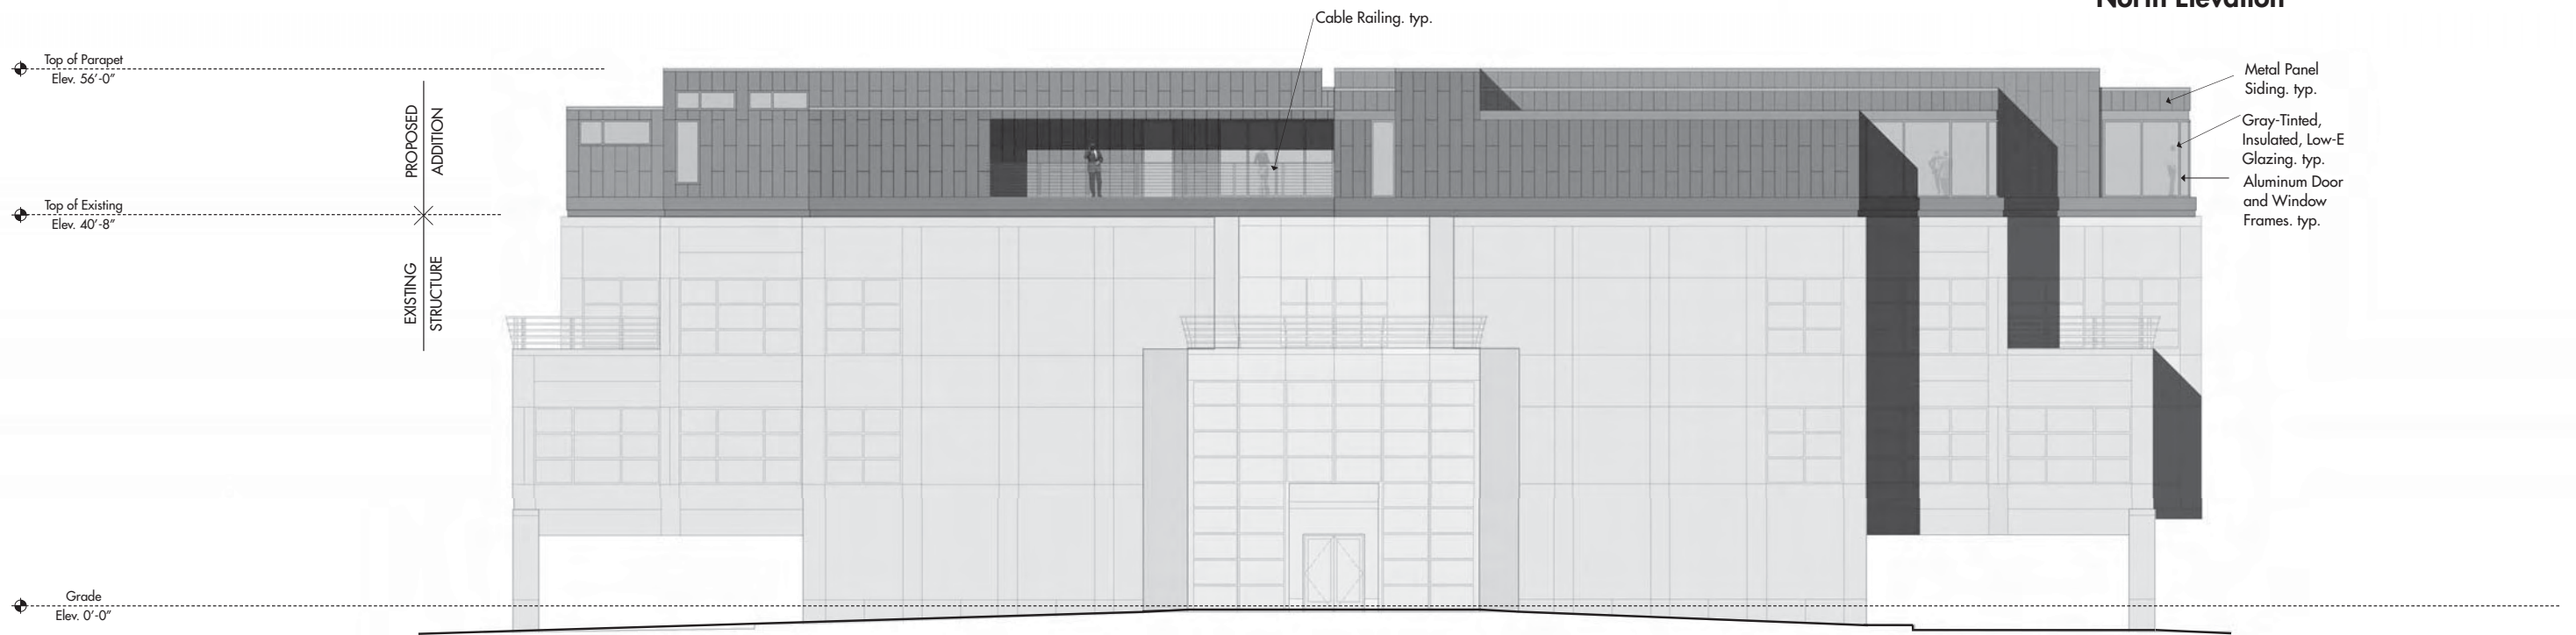 North Elevation
Cable Railing. typ.
Top of Parapet
Elev. 56'-0"
Metal Panel
Siding. typ.
Gray-Tinted,
Insulated, Low-E
Glazing. typ.
Aluminum Door
and Window
Frames. typ.
PROPOSED
ADDITION
Top of Existing
Elev. 40'-8"
EXISTING
STRUCTURE
Grade
Elev. 0'-0"